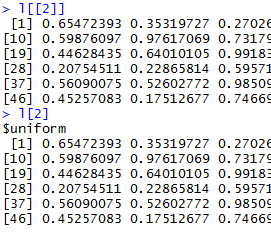 > l[[2]]
[1] 0.65472393 0.35319727 0.27026
[10] 0.59876097 0.97617069 0.73179
[19] 0.44628435 0.64010105 0.99183
[28] 0.20754511 0.22865814 0.59571
[37] 0.56090075 0.52602772 0.98509
[46] 0.45257083 0.17512677 0.74669
> l[2]
$uniform
[1] 0.65472393 0.35319727 0.27026
[10] 0.59876097 0.97617069 0.73179
[19] 0.44628435 0.64010105 0.99183
[28] 0.20754511 0.22865814 0.59571
[37] 0.56090075 0.52602772 0.98509
[46] 0.45257083 0.17512677 0.74669